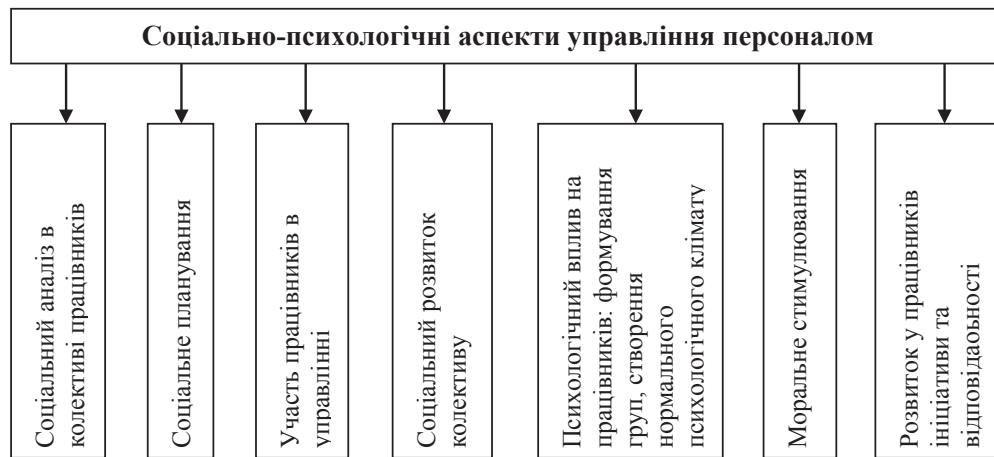 Соціально-психологічні аспекти управління персоналом
Соціальний аналіз в
колективі працівників
Соціальне планування
Участь працівників в
управлінні
Соціальний розвиток
колективу
Психологічний вплив на
працівників: формування
груп, створення
нормального
психологічного клімату
Моральне стимулювання
Розвиток у працівників
ініціативи та
відповідаоьності